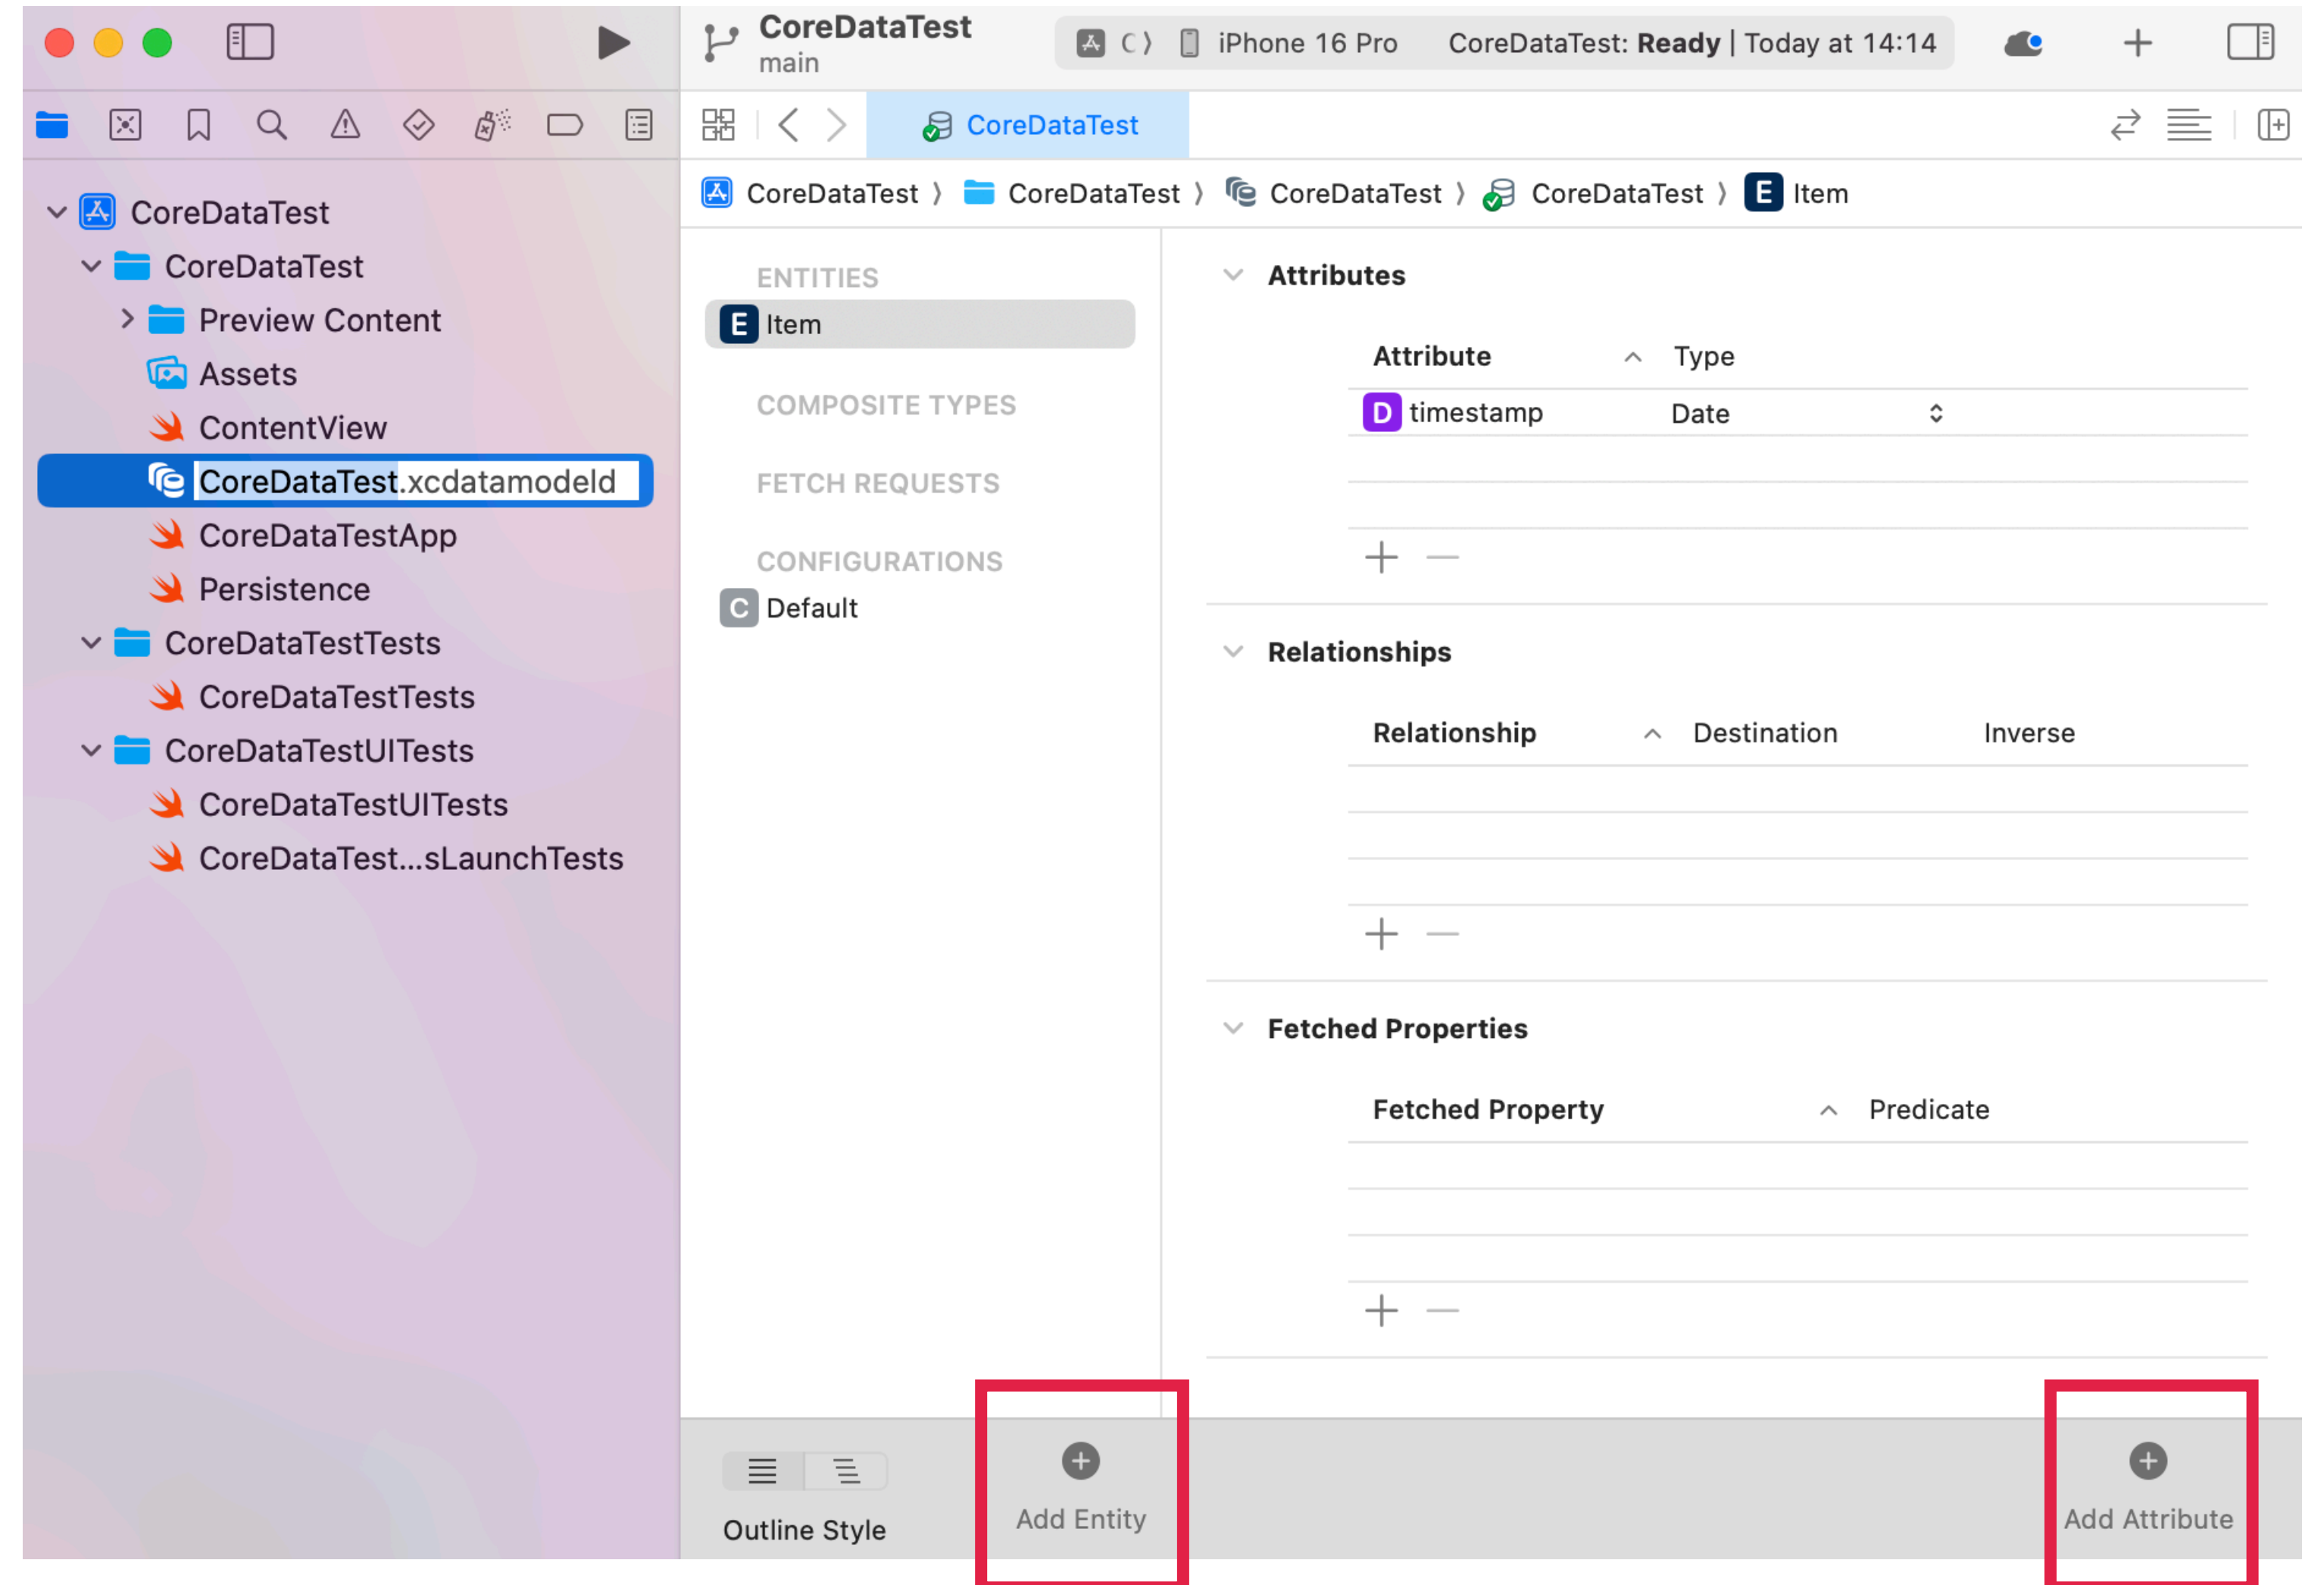 CoreDataTest
main
C iPhone 16 Pro CoreDataTest: Ready | Today at 14:14
CoreDataTest
CoreDataTest CoreDataTest CoreDataTest CoreDataTest E Item
CoreDataTest
CoreDataTest
Preview Content
Assets
ContentView
CoreDataTest.xcdatamodeld
CoreDataTestApp
Persistence
CoreDataTestTests
CoreDataTestTests
CoreDataTestUITests
CoreDataTestUITests
CoreDataTest...sLaunchTests
ENTITIES
E Item
COMPOSITE TYPES
FETCH REQUESTS
CONFIGURATIONS
C Default
Attributes
Attribute Type
D timestamp Date
Relationships
Relationship Destination Inverse
Fetched Properties
Fetched Property Predicate
Outline Style
Add Entity
Add Attribute